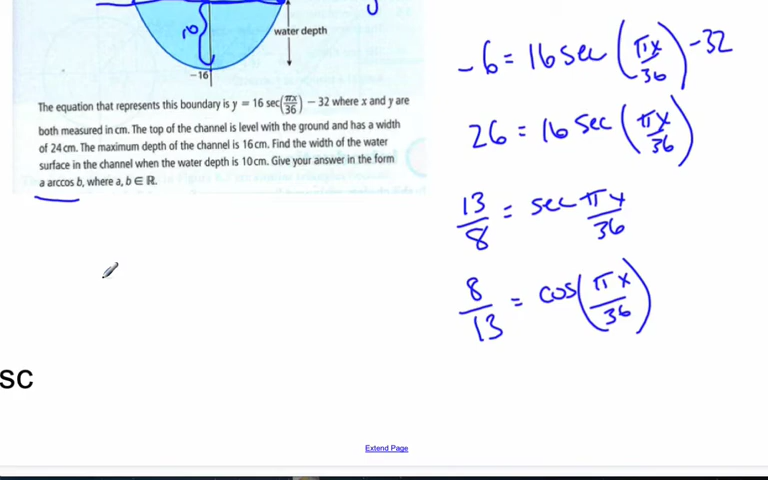 10
water depth
-16
The equation that represents this boundary is y = 16 sec(πx/36) − 32 where x and y are
both measured in cm. The top of the channel is level with the ground and has a width
of 24 cm. The maximum depth of the channel is 16 cm. Find the width of the water
surface in the channel when the water depth is 10 cm. Give your answer in the form
a arccos b, where a, b ∈ ℝ.
-6 = 16 sec (πx/36) -32
26 = 16 sec (πx/36)
13/8 = sec πx/36
8/13 = cos(πx/36)
SC
Extend Page